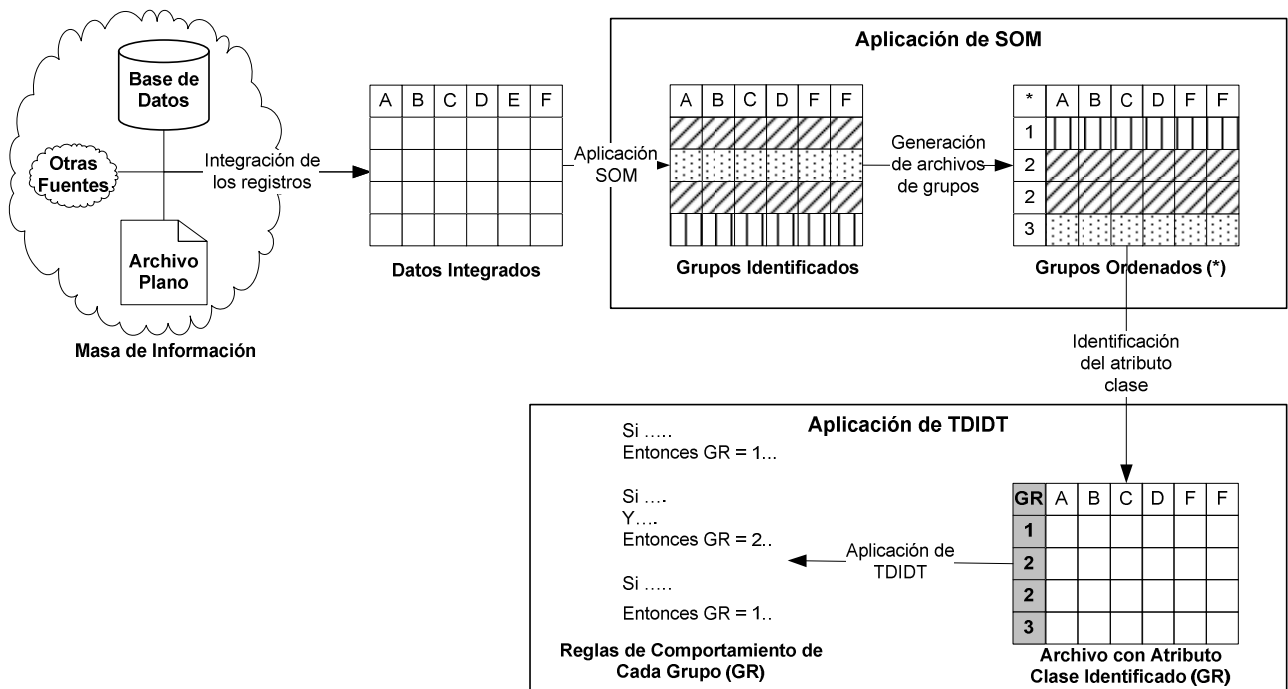 Base de
Datos
Otras
Fuentes
Archivo
Plano
Masa de Información
Integración de
los registros
A B C D E F
Datos Integrados
Aplicación
SOM
Aplicación de SOM
A B C D F F
Grupos Identificados
Generación
de archivos
de grupos
* A B C D F F
1
2
2
3
Grupos Ordenados (*)
Identificación
del atributo
clase
Aplicación de TDIDT
GR A B C D F F
1
2
2
3
Archivo con Atributo
Clase Identificado (GR)
Aplicación de
TDIDT
Si .....
Entonces GR = 1...
Si ....
Y....
Entonces GR = 2..
Si .....
Entonces GR = 1..
Reglas de Comportamiento de
Cada Grupo (GR)